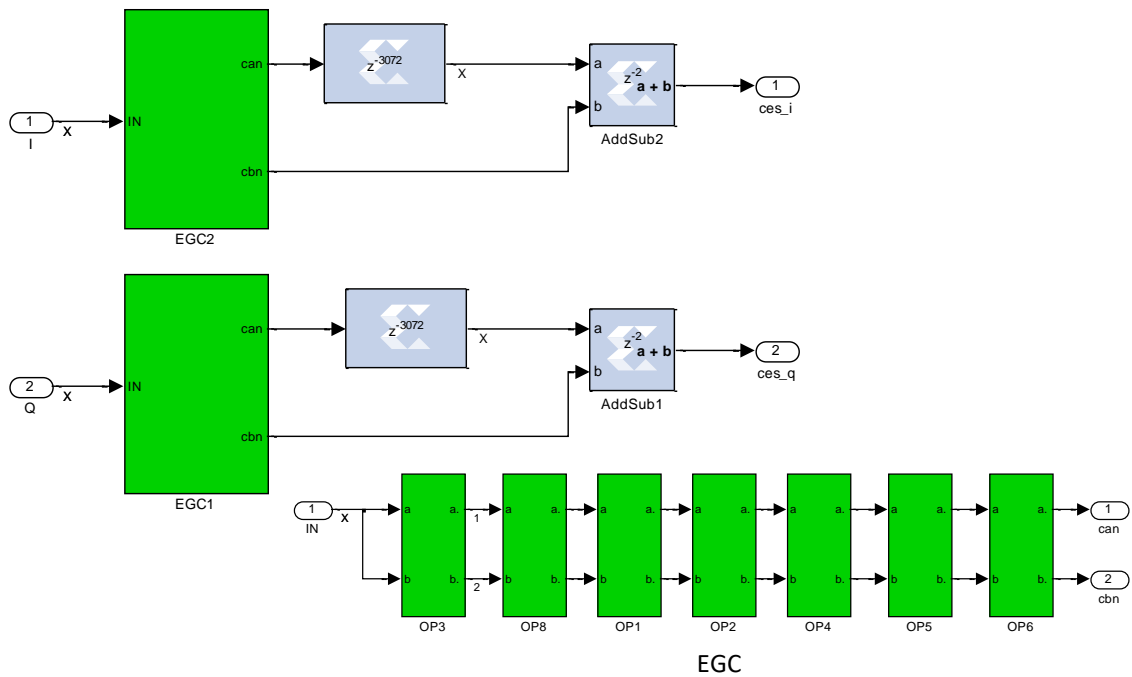 can
z-3072
X
a
z-2
a + b
1
ces_i
1
I
x
IN
b
AddSub2
cbn
EGC2
can
z-3072
X
a
z-2
a + b
2
ces_q
2
Q
x
IN
b
AddSub1
cbn
EGC1
1
IN
x
a a.
1
a a.
a a.
a a.
a a.
a a.
a a.
1
can
b b.
2
b b.
b b.
b b.
b b.
b b.
b b.
2
cbn
OP3 OP8 OP1 OP2 OP4 OP5 OP6
EGC